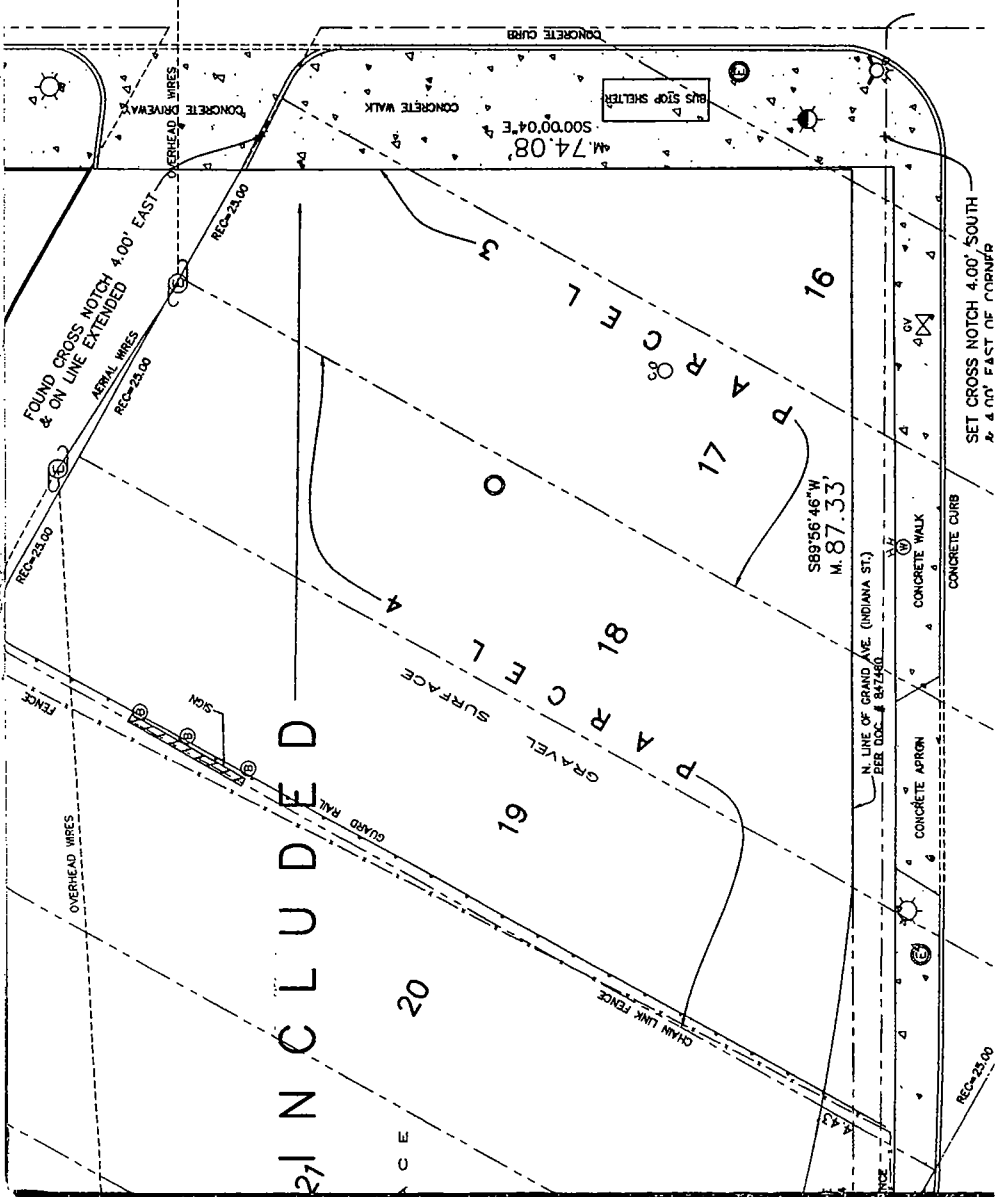 CONCRETE CURB
OVERHEAD WIRES
CONCRETE DRIVEWAY
CONCRETE WALK
BUS STOP SHELTER
E
S00°00'04"E
M. 74.08'
REC=25.00
FOUND CROSS NOTCH 4.00' EAST
& ON LINE EXTENDED
AERIAL WIRES
REC=25.00
REC=25.00
E
E
SET CROSS NOTCH 4.00' SOUTH
& 4.00' EAST OF CORNER
3
PARCEL
16
GV
17
O
S89°56'46"W
M. 87.33'
N. LINE OF GRAND AVE. (INDIANA ST.)
PER DOC. # 847480
W
CONCRETE WALK
CONCRETE CURB
4
PARCEL
18
GRAVEL SURFACE
FENCE
SIGN
B
B
B
GUARD RAIL
19
CONCRETE APRON
OVERHEAD WIRES
INCLUDED
20
CHAIN LINK FENCE
E
4.43'
REC=25.00
21
CE
NCE